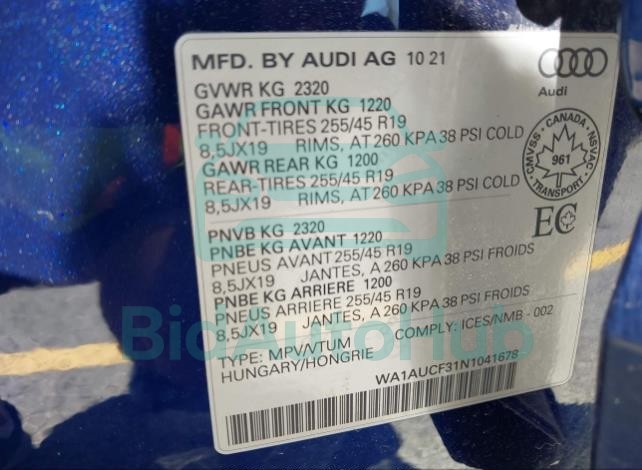 MFD. BY AUDI AG 10 21
Audi
GVWR KG 2320
GAWR FRONT KG 1220
FRONT-TIRES 255/45 R19
8,5JX19 RIMS, AT 260 KPA 38 PSI COLD
GAWR REAR KG 1200
REAR-TIRES 255/45 R19
8,5JX19 RIMS, AT 260 KPA 38 PSI COLD
CMVSS - CANADA - NSVAC
961
TRANSPORT
EC
PNVB KG 2320
PNBE KG AVANT 1220
PNEUS AVANT 255/45 R19
8,5JX19 JANTES, A 260 KPA 38 PSI FROIDS
PNBE KG ARRIERE 1200
PNEUS ARRIERE 255/45 R19
8,5JX19 JANTES, A 260 KPA 38 PSI FROIDS
TYPE: MPV/VTUM COMPLY: ICES/NMB - 002
HUNGARY/HONGRIE
WA1AUCF31N1041678
BidAutoHub